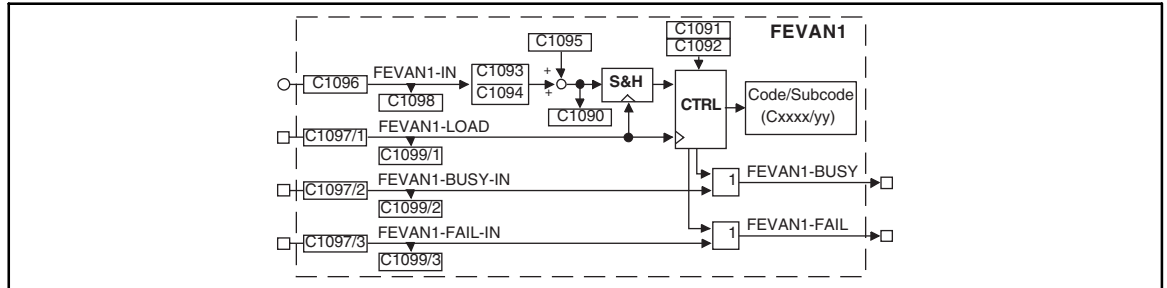 C1091
C1092
FEVAN1
C1095
C1096
FEVAN1-IN
C1093
C1094
+
+
S&H
CTRL
Code/Subcode
(Cxxxx/yy)
C1098
C1090
C1097/1
FEVAN1-LOAD
C1099/1
C1097/2
FEVAN1-BUSY-IN
1
FEVAN1-BUSY
C1099/2
C1097/3
FEVAN1-FAIL-IN
1
FEVAN1-FAIL
C1099/3